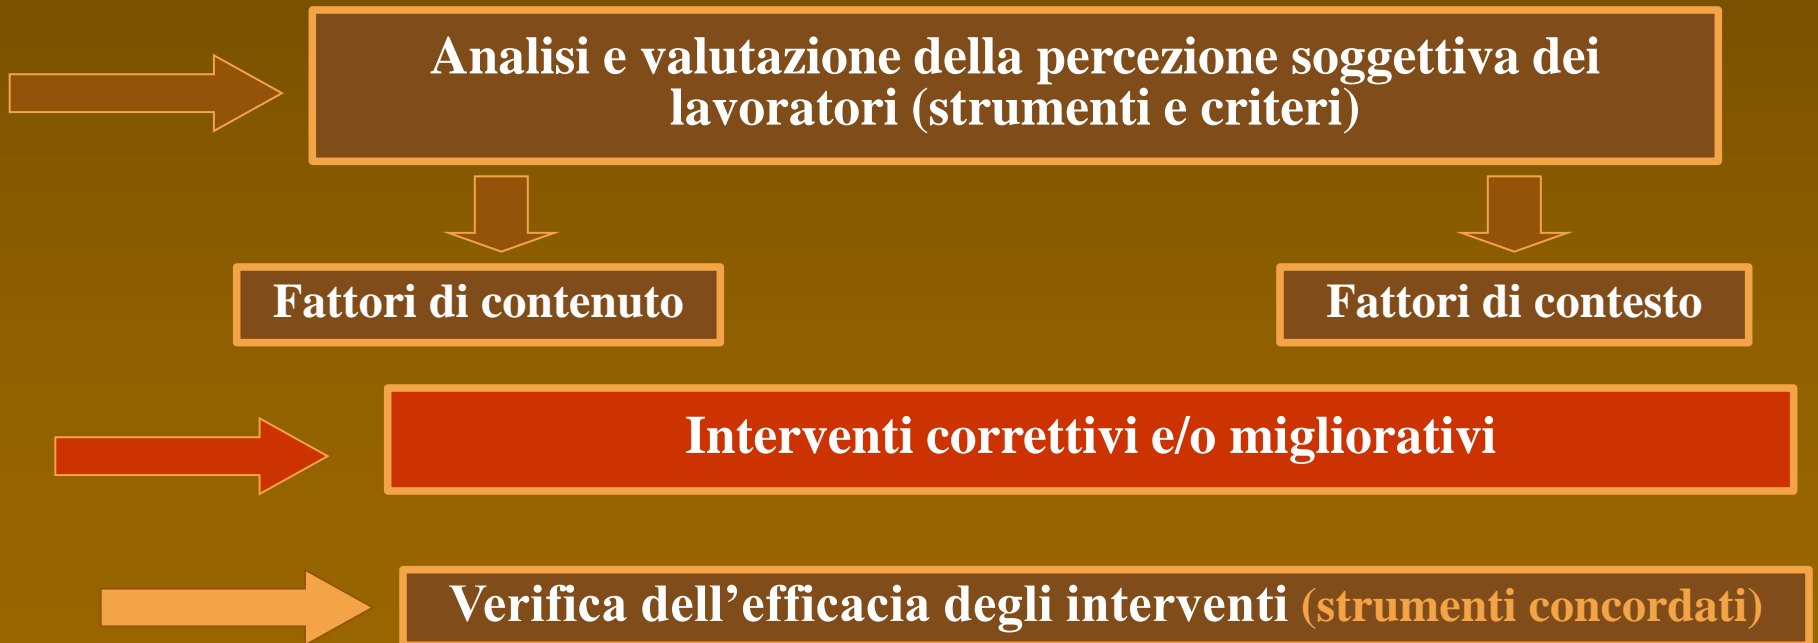 Analisi e valutazione della percezione soggettiva dei
lavoratori (strumenti e criteri)
Fattori di contenuto
Fattori di contesto
Interventi correttivi e/o migliorativi
Verifica dell’efficacia degli interventi (strumenti concordati)